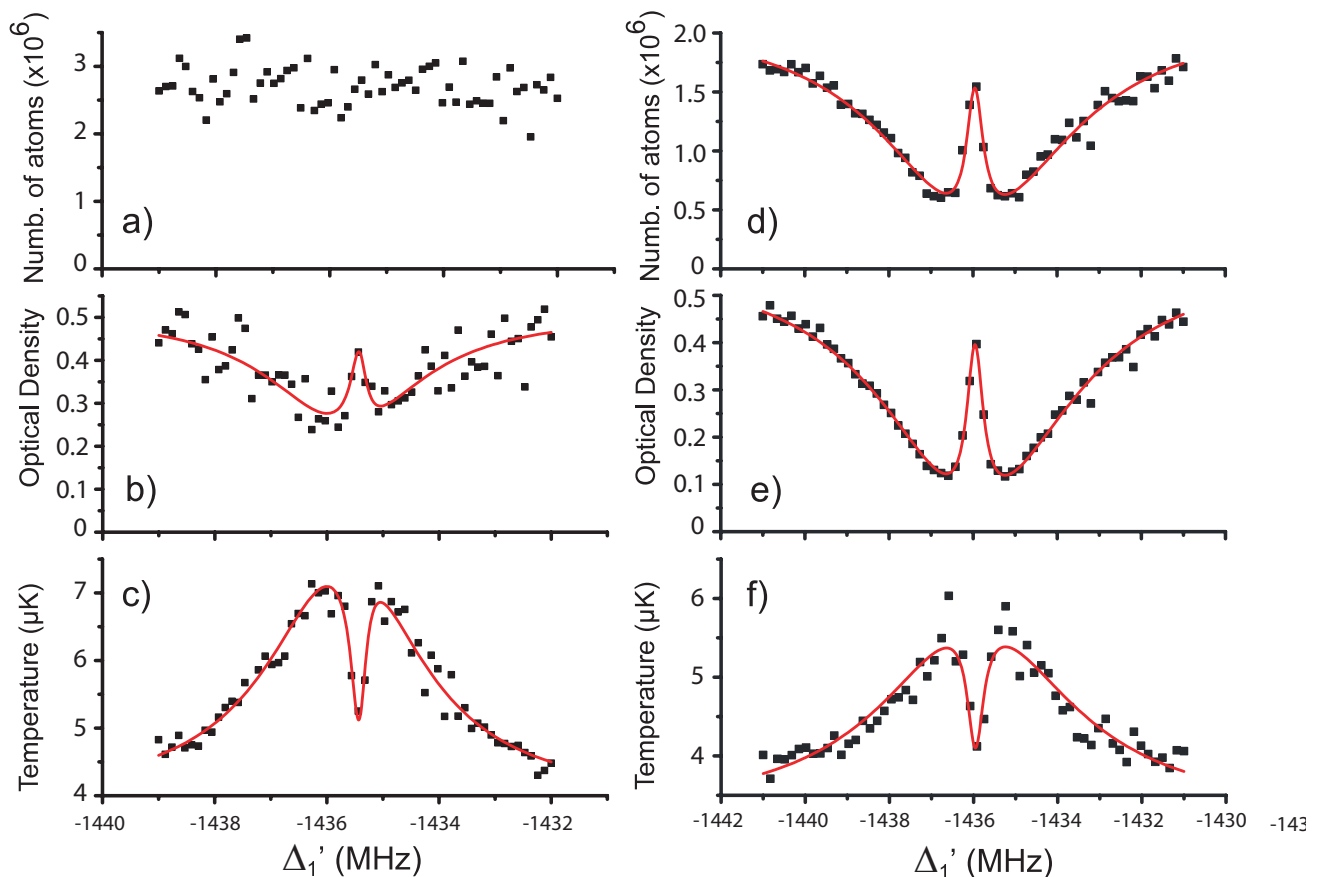 Numb. of atoms (x10⁶)
3
2
1
0
a)
Optical Density
0.5
0.4
0.3
0.2
0.1
0
b)
Temperature (µK)
7
6
5
4
c)
-1440
-1438
-1436
-1434
-1432
Δ₁' (MHz)
Numb. of atoms (x10⁶)
2.0
1.5
1.0
0.5
0
d)
Optical Density
0.5
0.4
0.3
0.2
0.1
0
e)
Temperature (µK)
6
5
4
f)
-1442
-1440
-1438
-1436
-1434
-1432
-1430
Δ₁' (MHz)